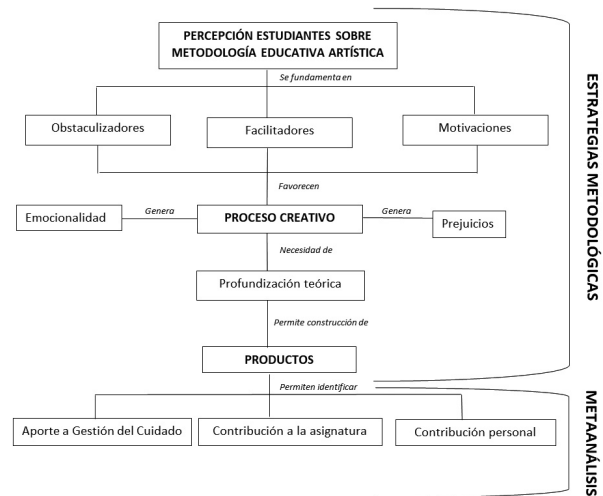 PERCEPCIÓN ESTUDIANTES SOBRE
METODOLOGÍA EDUCATIVA ARTÍSTICA
Se fundamenta en
Obstaculizadores
Facilitadores
Motivaciones
Favorecen
Emocionalidad
Genera
PROCESO CREATIVO
Genera
Prejuicios
Necesidad de
Profundización teórica
Permite construcción de
PRODUCTOS
Permiten identificar
Aporte a Gestión del Cuidado
Contribución a la asignatura
Contribución personal
ESTRATEGIAS METODOLÓGICAS
METAANÁLISIS